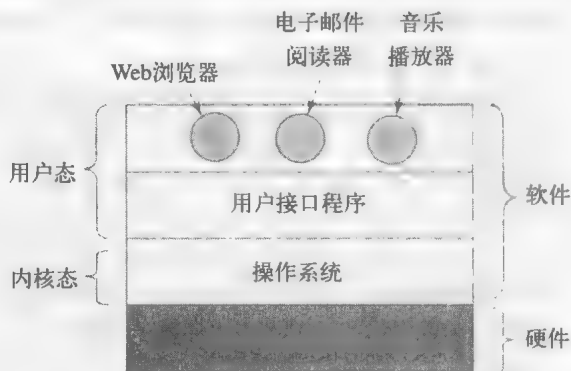 电子邮件
阅读器
音乐
播放器
Web浏览器
用户态
用户接口程序
软件
内核态
操作系统
硬件